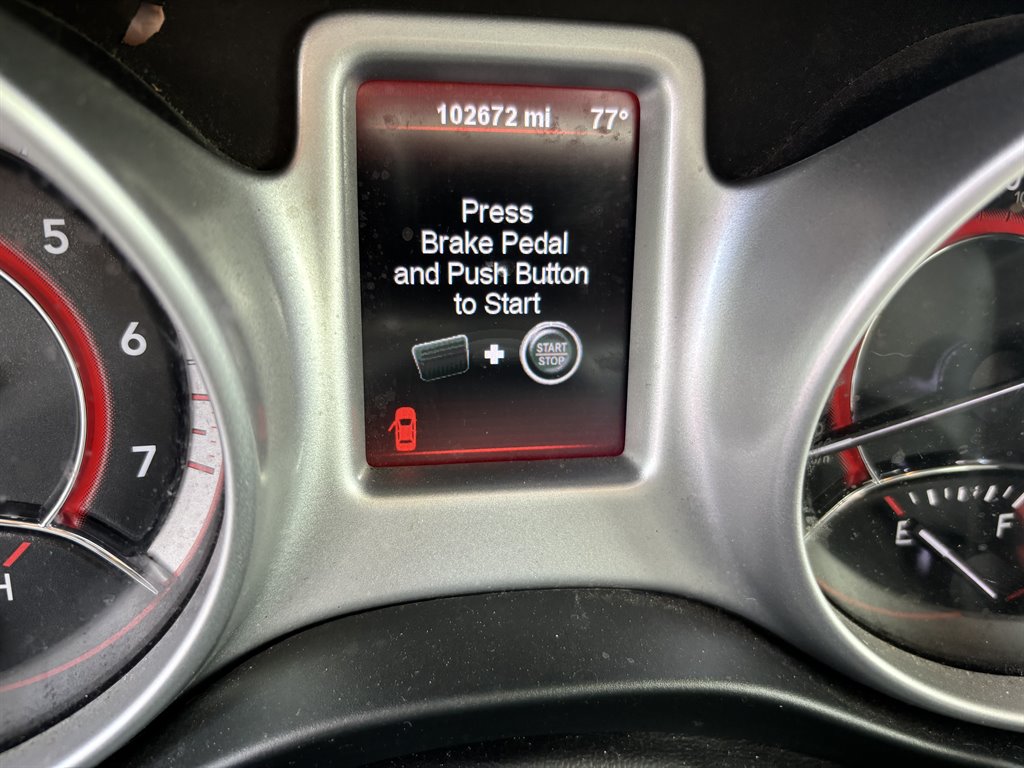 102672 mi 77°
Press
Brake Pedal
and Push Button
to Start
START
STOP
5
6
7
H
E F